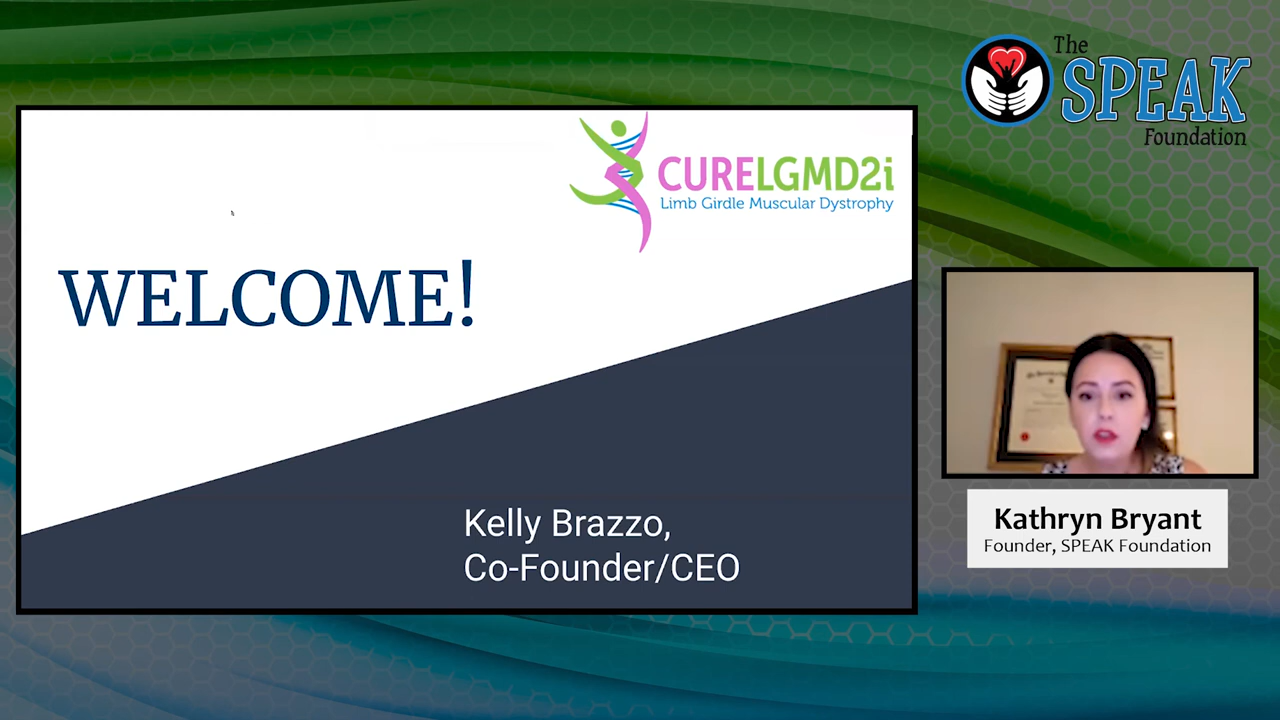 The
SPEAK
Foundation
CURELGMD2i
Limb Girdle Muscular Dystrophy
WELCOME!
Kelly Brazzo,
Co-Founder/CEO
Kathryn Bryant
Founder, SPEAK Foundation